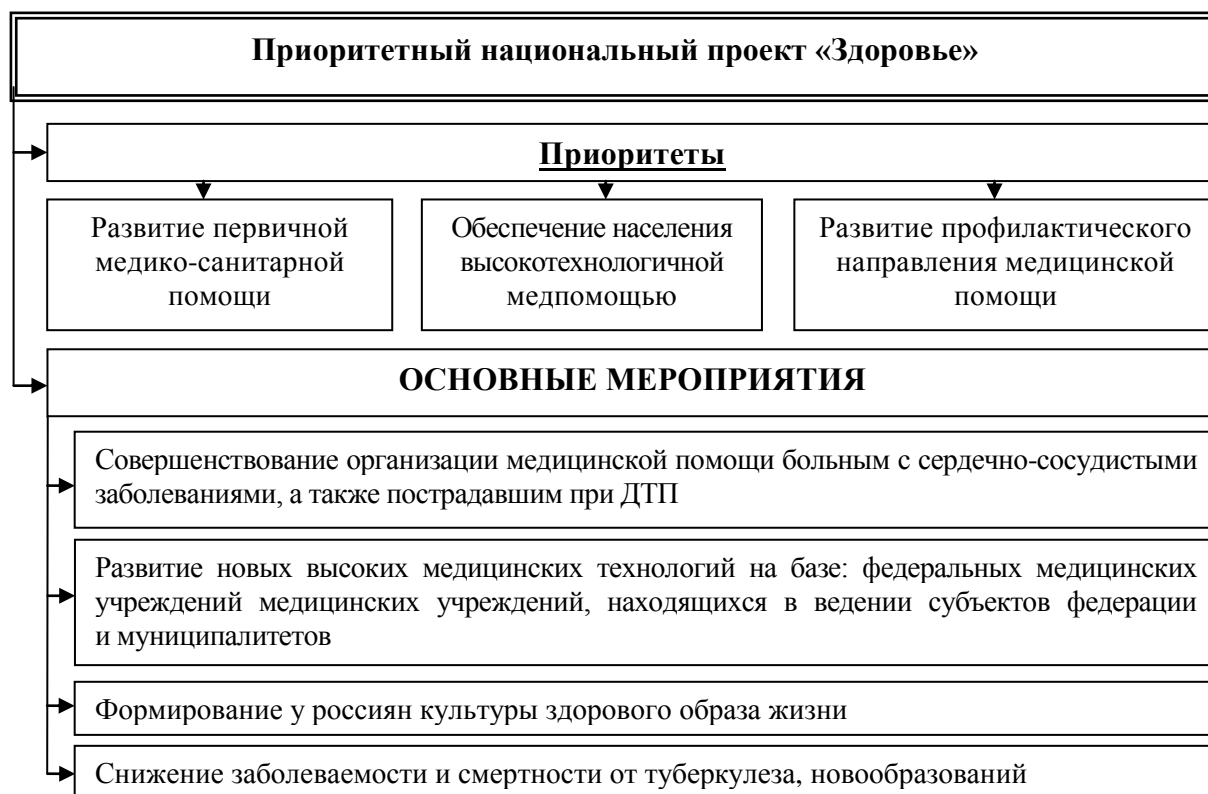 Приоритетный национальный проект «Здоровье»
Приоритеты
Развитие первичной
медико-санитарной
помощи
Обеспечение населения
высокотехнологичной
медпомощью
Развитие профилактического
направления медицинской
помощи
ОСНОВНЫЕ МЕРОПРИЯТИЯ
Совершенствование организации медицинской помощи больным с сердечно-сосудистыми
заболеваниями, а также пострадавшим при ДТП
Развитие новых высоких медицинских технологий на базе: федеральных медицинских
учреждений медицинских учреждений, находящихся в ведении субъектов федерации
и муниципалитетов
Формирование у россиян культуры здорового образа жизни
Снижение заболеваемости и смертности от туберкулеза, новообразований